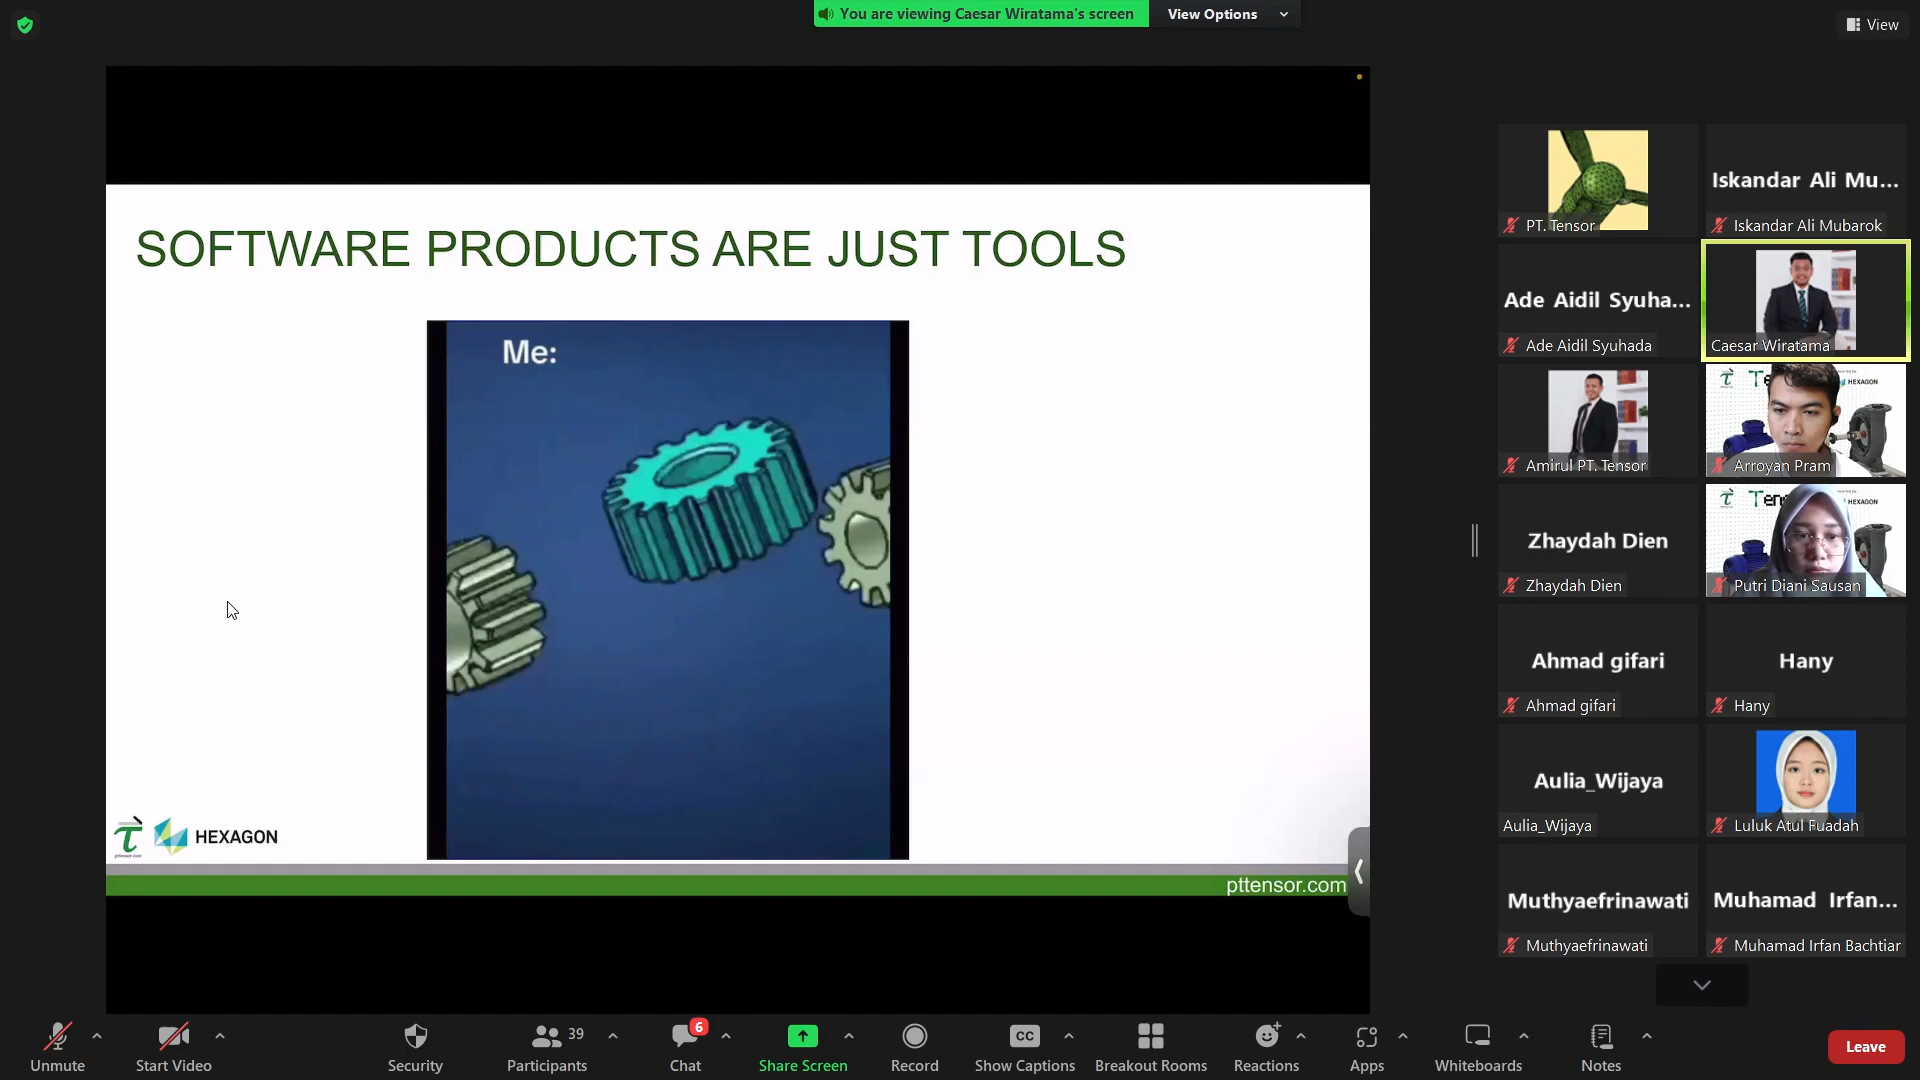 You are viewing Caesar Wiratama's screen
View Options
View
SOFTWARE PRODUCTS ARE JUST TOOLS
Me:
HEXAGON
pttensor.com
PT. Tensor
Iskandar Ali Mu...
Iskandar Ali Mubarok
Ade Aidil Syuha...
Ade Aidil Syuhada
Caesar Wiratama
Amirul PT. Tensor
HEXAGON
Arroyan Pram
Zhaydah Dien
Zhaydah Dien
HEXAGON
Putri Diani Sausan
Ahmad gifari
Ahmad gifari
Hany
Hany
Aulia_Wijaya
Aulia_Wijaya
Luluk Atul Fuadah
Muthyaefrinawati
Muthyaefrinawati
Muhamad Irfan...
Muhamad Irfan Bachtiar
Unmute
Start Video
Security
39
Participants
6
Chat
Share Screen
Record
CC
Show Captions
Breakout Rooms
Reactions
Apps
Whiteboards
Notes
Leave